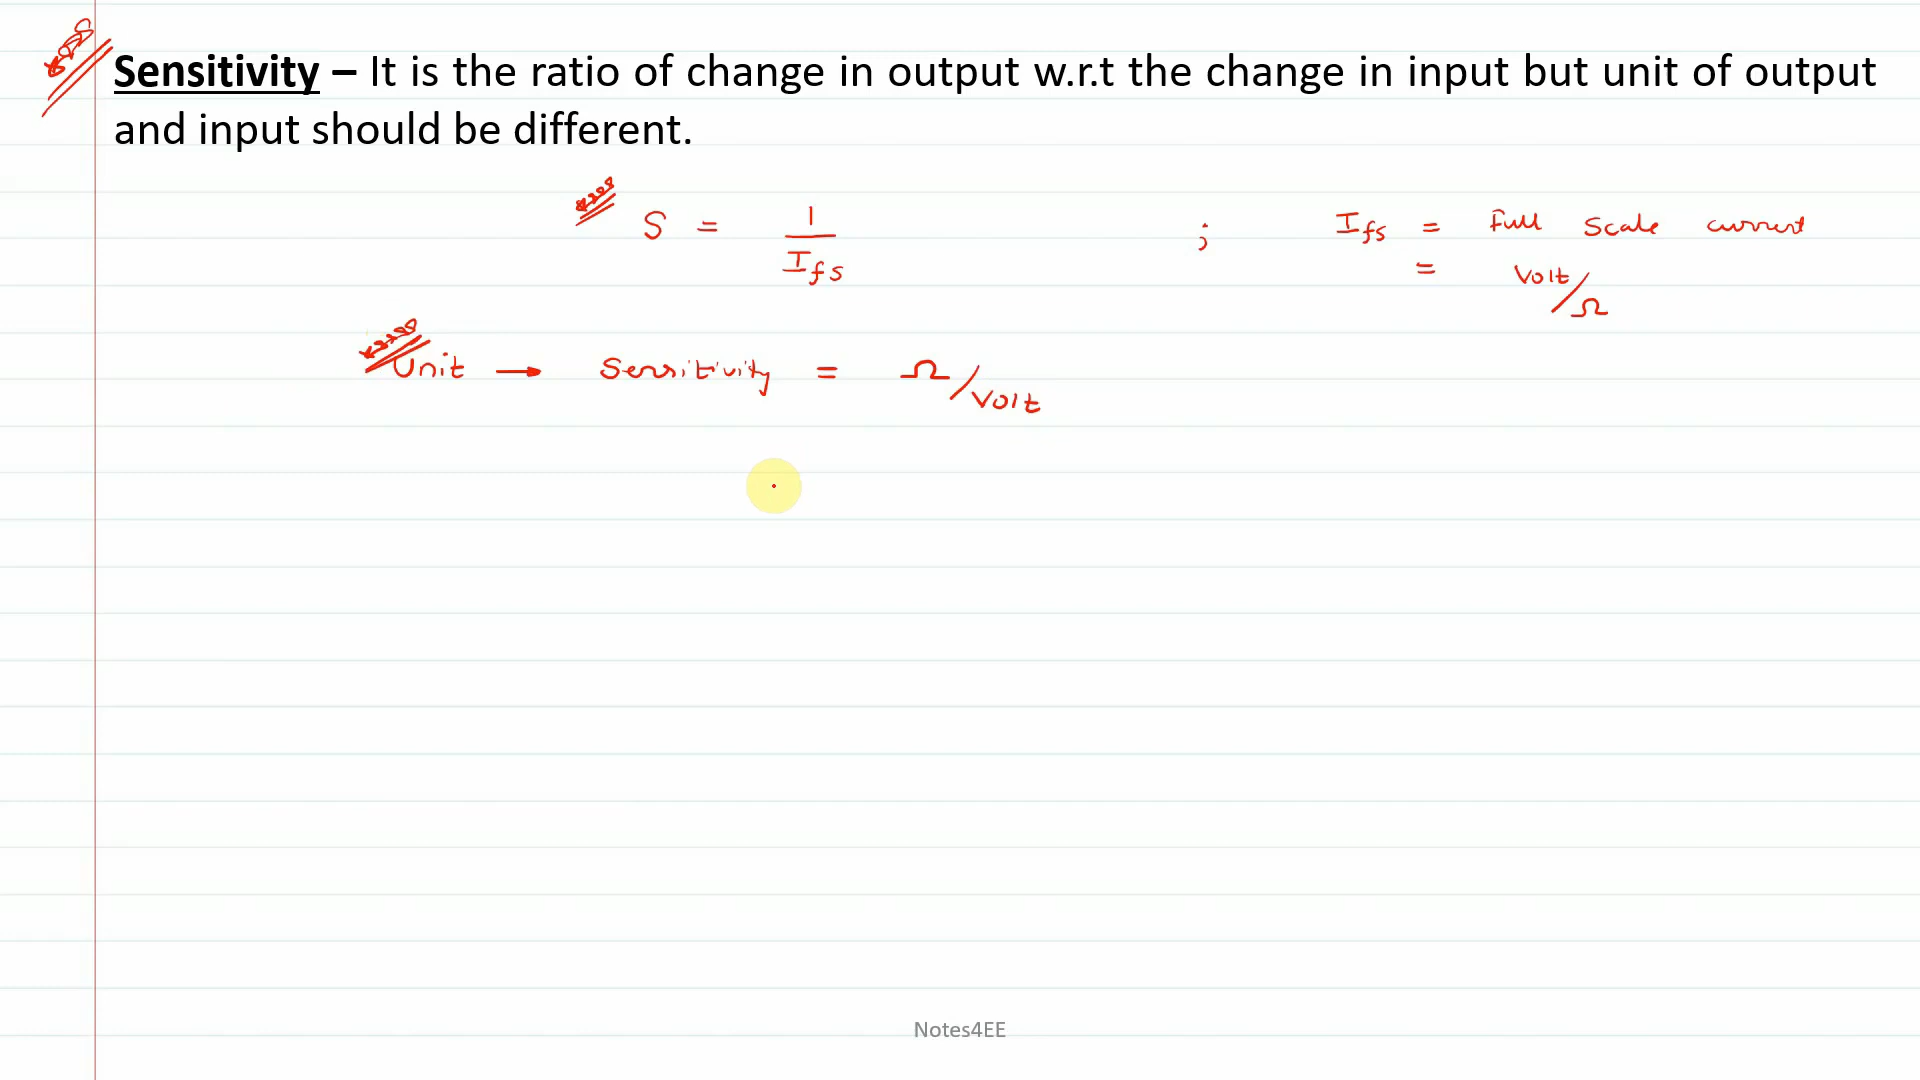 Sensitivity – It is the ratio of change in output w.r.t the change in input but unit of output
and input should be different.
S = 1/Ifs ; Ifs = Full Scale current
= Volt/Ω
Unit → Sensitivity = Ω/Volt
Notes4EE